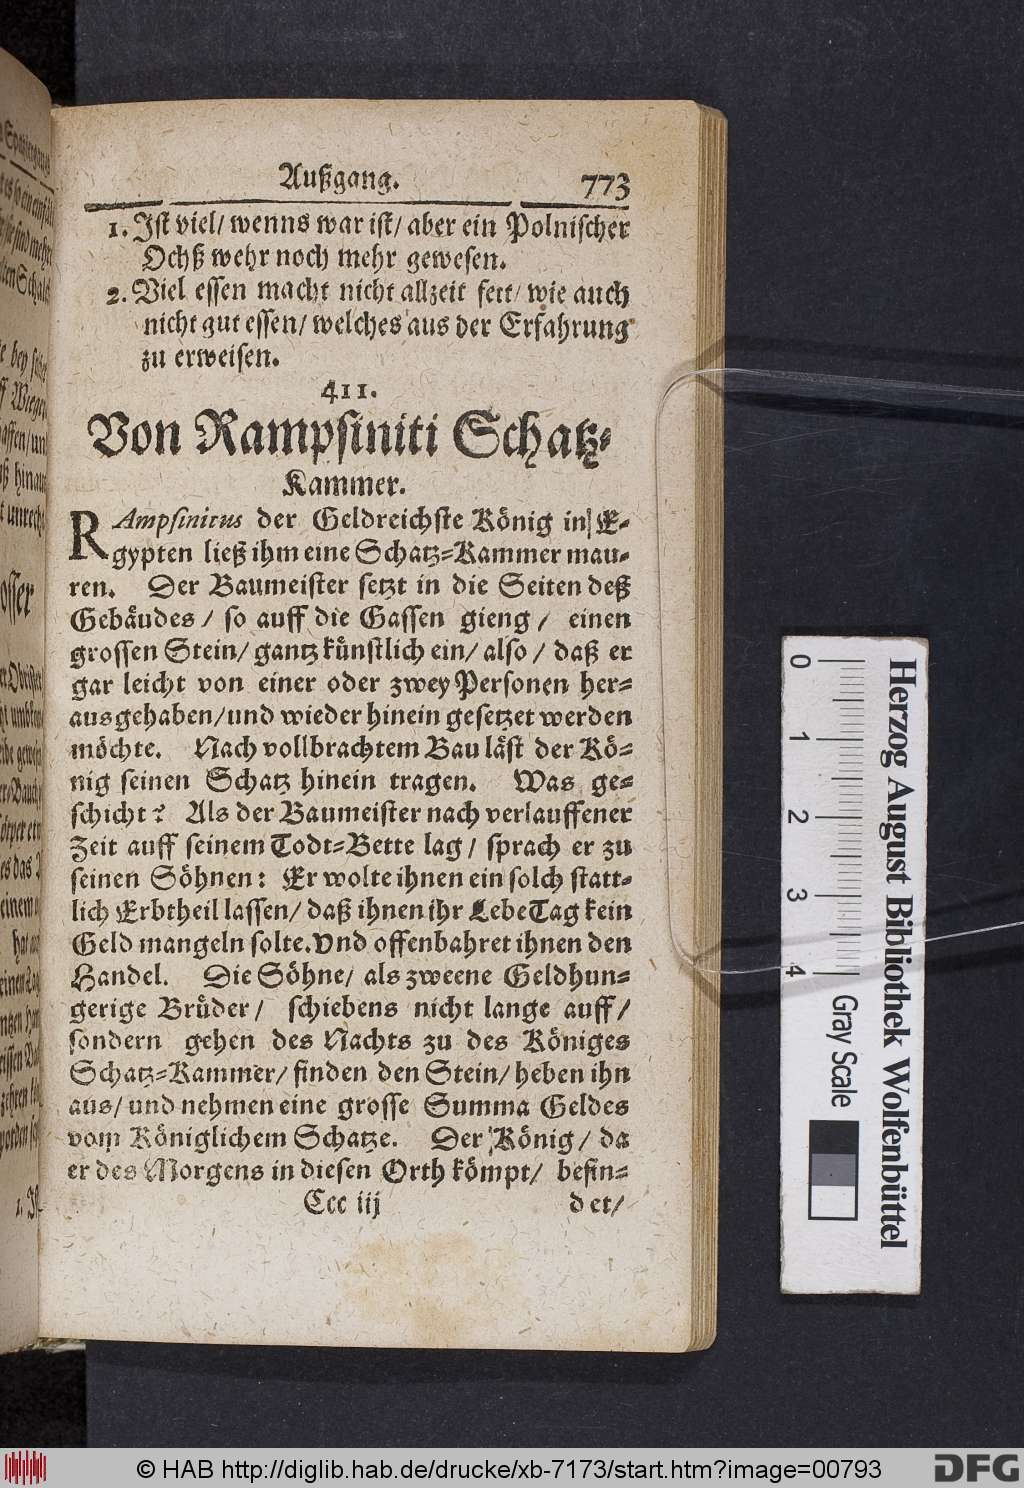 Außgang. 773
1. Ist viel/ wenns war ist/ aber ein Polnischer
Ochß wehr noch mehr gewesen.
2. Viel essen macht nicht allzeit fett/ wie auch
nicht gut essen/ welches aus der Erfahrung
zu erweisen.
411.
Von Rampsiniti Schatz-
Kammer.
RAmpsinitus der Geldreichste König in E-
gypten ließ ihm eine Schatz-Kammer mau-
ren. Der Baumeister setzt in die Seiten deß
Gebäudes/ so auff die Gassen gieng/ einen
grossen Stein/ gantz künstlich ein/ also/ daß er
gar leicht von einer oder zwey Personen her-
ausgehaben/ und wieder hinein gesetzet werden
möchte. Nach vollbrachtem Bau läst der Kö-
nig seinen Schatz hinein tragen. Was ge-
schicht? Als der Baumeister nach verlauffener
Zeit auff seinem Todt-Bette lag/ sprach er zu
seinen Söhnen: Er wolte ihnen ein solch statt-
lich Erbtheil lassen/ daß ihnen ihr LebeTag kein
Geld mangeln solte. Vnd offenbahret ihnen den
Handel. Die Söhne/ als zweene Geldhun-
gerige Brüder/ schiebens nicht lange auff/
sondern gehen des Nachts zu des Königes
Schatz-Kammer/ finden den Stein/ heben ihn
aus/ und nehmen eine grosse Summa Geldes
vom Königlichem Schatze. Der König/ da
er des Morgens in diesen Orth kömpt/ befin-
Ccc iij det/
Herzog August Bibliothek Wolfenbüttel
0 1 2 3 4 Gray Scale
© HAB http://diglib.hab.de/drucke/xb-7173/start.htm?image=00793
DFG